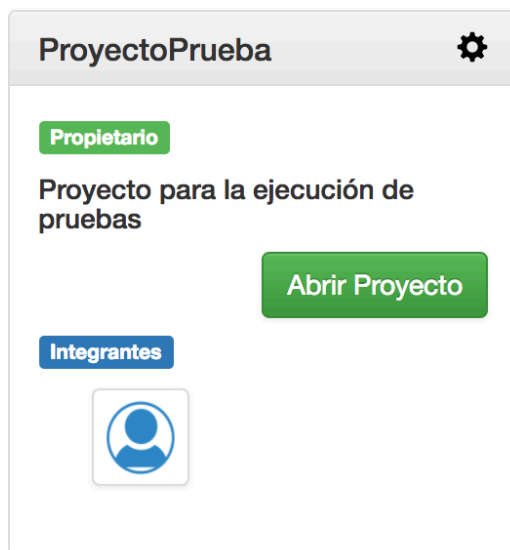 ProyectoPrueba
Propietario
Proyecto para la ejecución de
pruebas
Abrir Proyecto
Integrantes